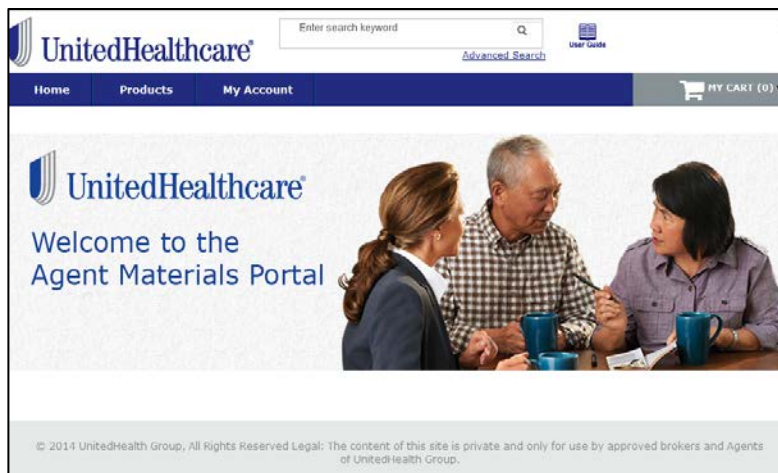 UnitedHealthcare®
Enter search keyword
Advanced Search
User Guide
Home
Products
My Account
MY CART (0)
UnitedHealthcare®
Welcome to the
Agent Materials Portal
© 2014 UnitedHealth Group, All Rights Reserved Legal: The content of this site is private and only for use by approved brokers and Agents
of UnitedHealth Group.